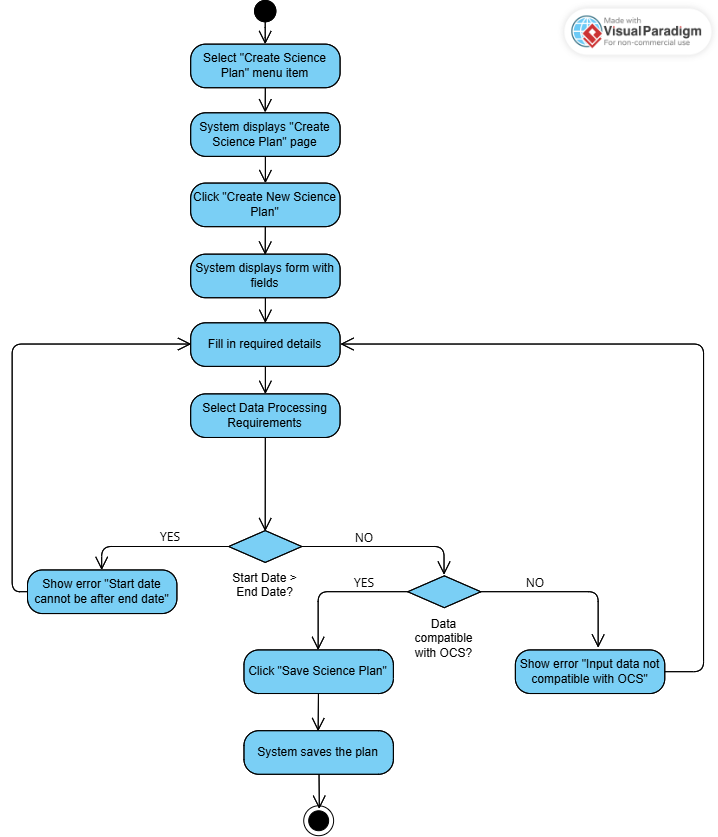 Made with
VisualParadigm
For non-commercial use
Select "Create Science
Plan" menu item
System displays "Create
Science Plan" page
Click "Create New Science
Plan"
System displays form with
fields
Fill in required details
Select Data Processing
Requirements
YES
NO
Start Date >
End Date?
Show error "Start date
cannot be after end date"
YES
NO
Data
compatible
with OCS?
Click "Save Science Plan"
Show error "Input data not
compatible with OCS"
System saves the plan